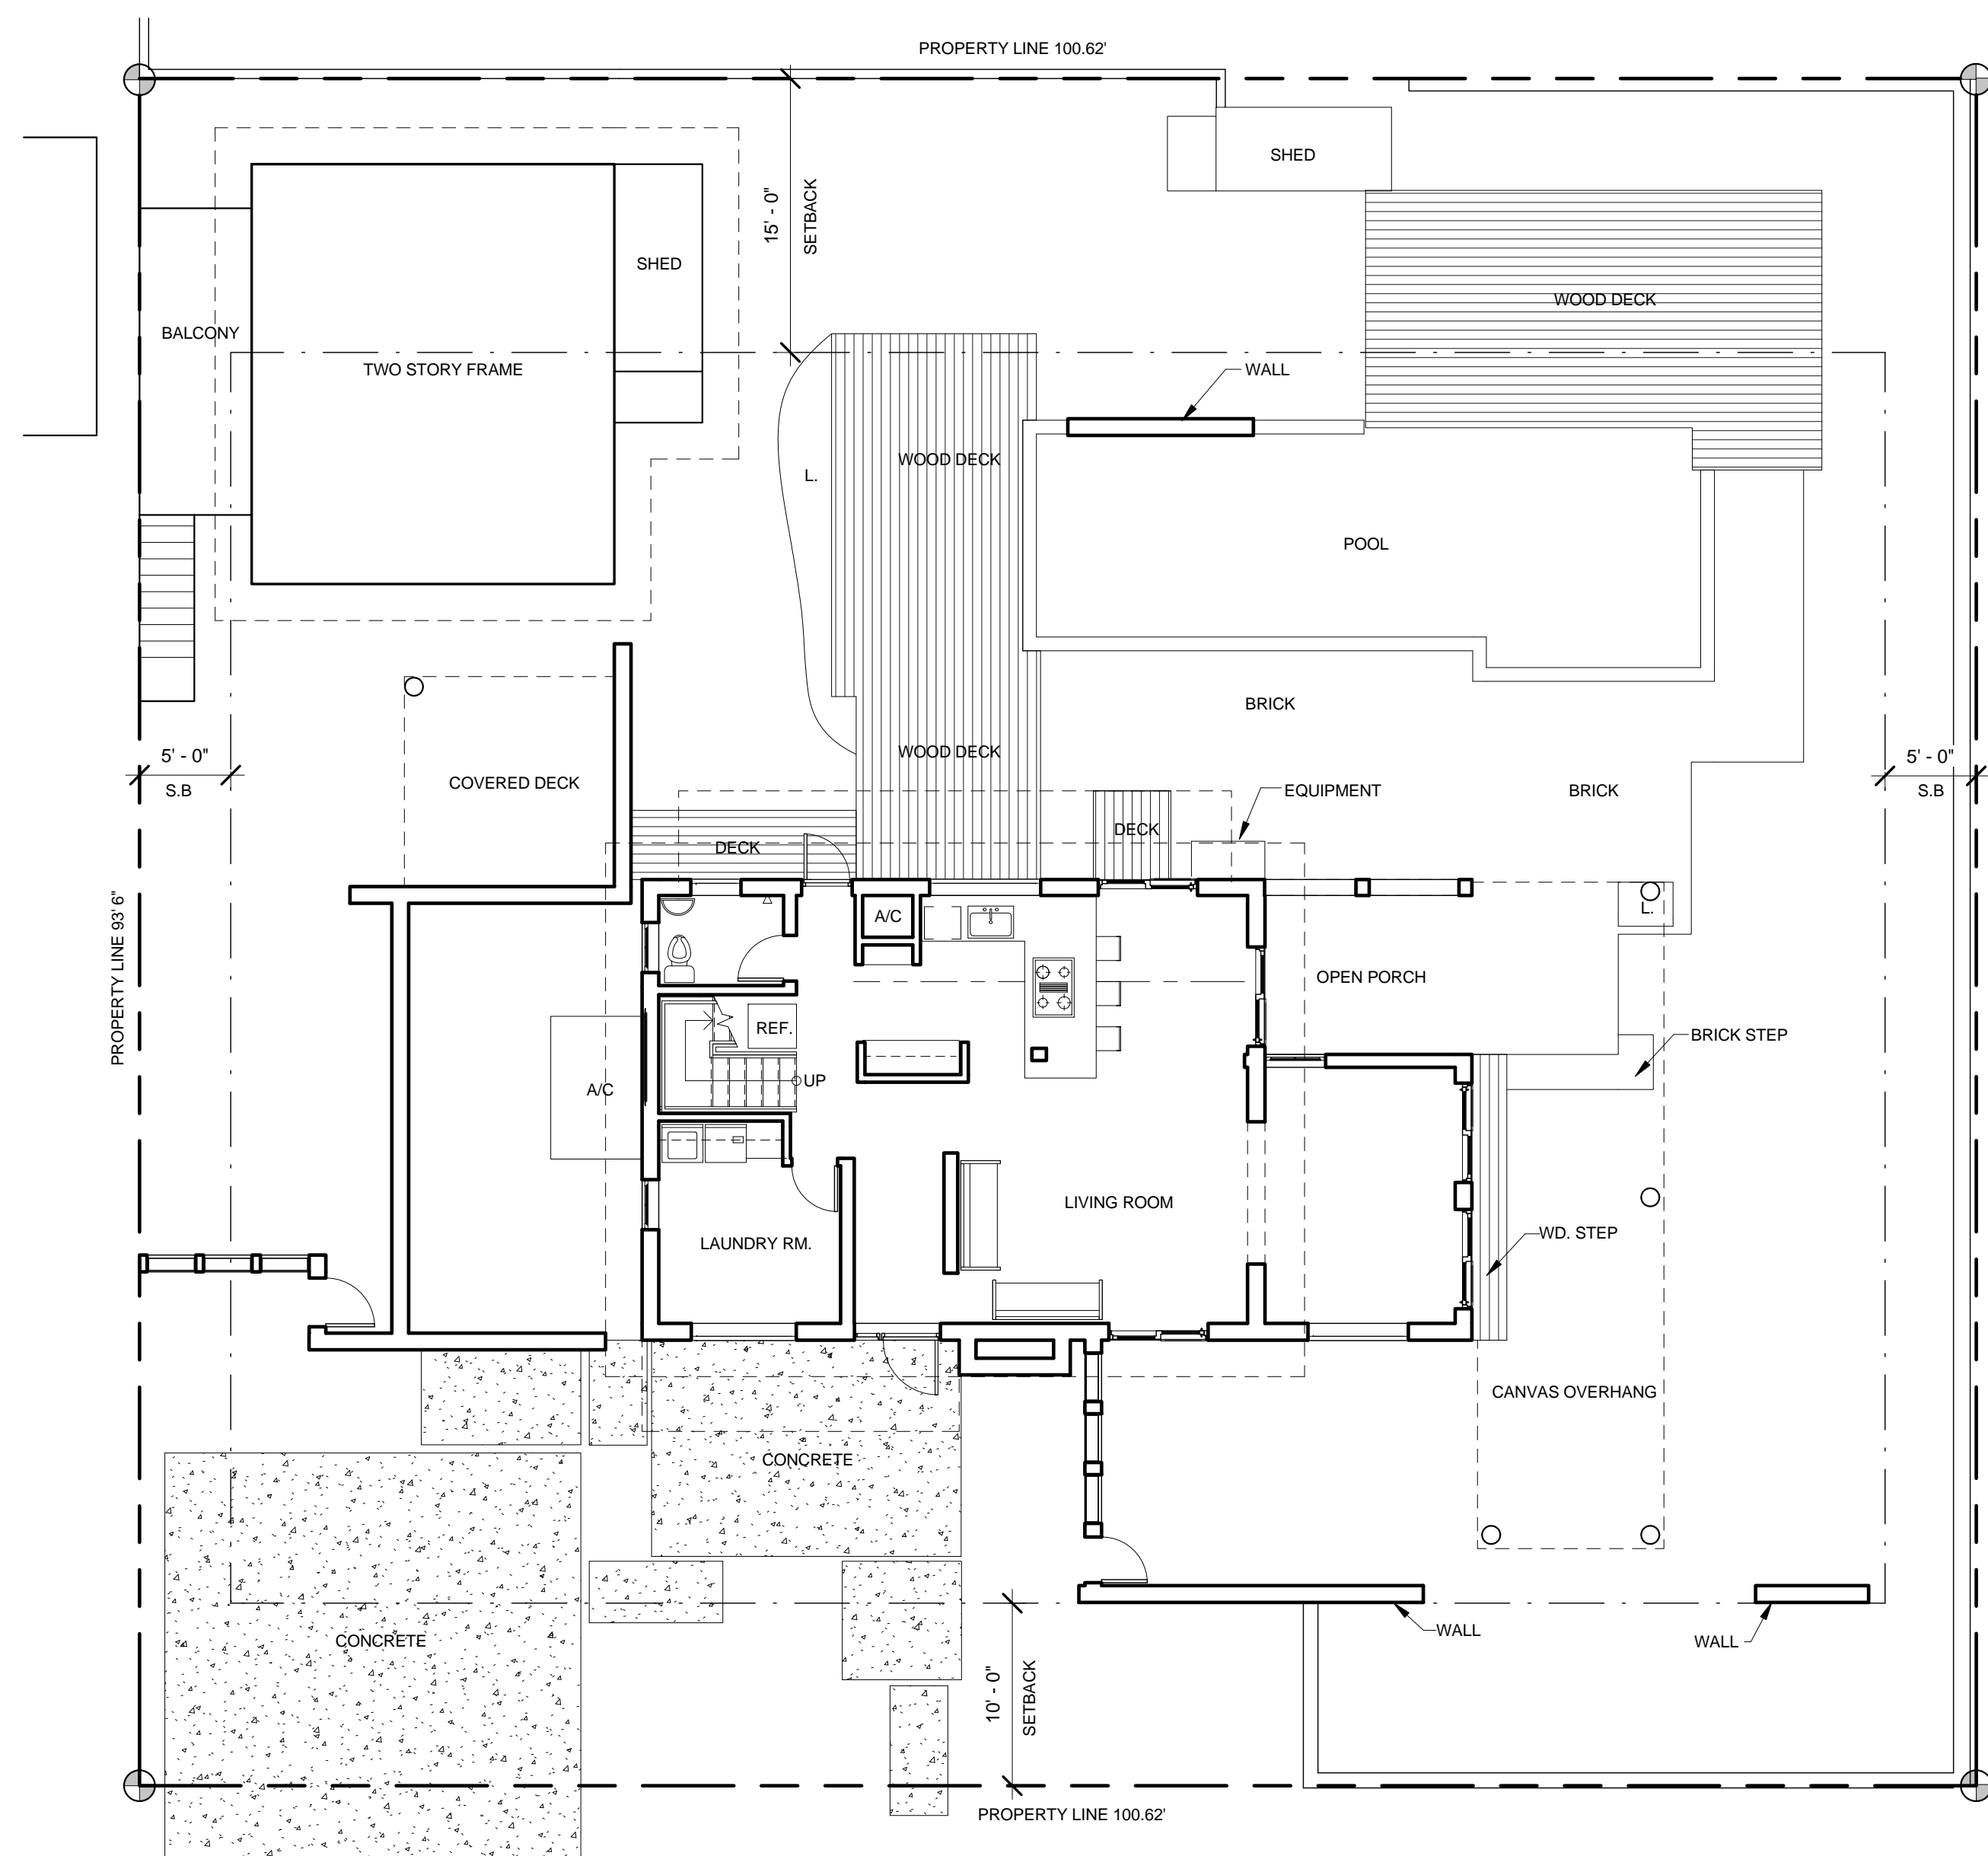 PROPERTY LINE 100.62'
SHED
15' - 0"
SETBACK
SHED
WOOD DECK
BALCONY
TWO STORY FRAME
WALL
WOOD DECK
L.
POOL
BRICK
WOOD DECK
5' - 0"
S.B
COVERED DECK
EQUIPMENT
BRICK
5' - 0"
S.B
DECK
DECK
PROPERTY LINE 93' 6"
A/C
L.
OPEN PORCH
REF.
BRICK STEP
A/C
UP
LIVING ROOM
LAUNDRY RM.
WD. STEP
CANVAS OVERHANG
CONCRETE
CONCRETE
WALL
WALL
10' - 0"
SETBACK
PROPERTY LINE 100.62'